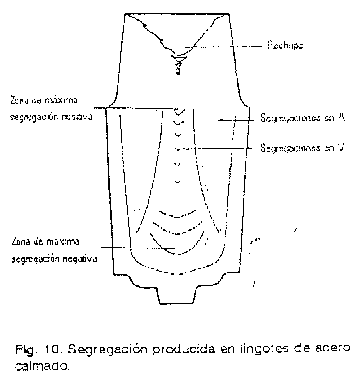 Rechupe
Zona de máxima
segregación
Segregaciones en A
Segregaciones en V
Zona de máxima
segregación negativa
Fig. 10. Segregación producida en lingotes de acero
calmado.